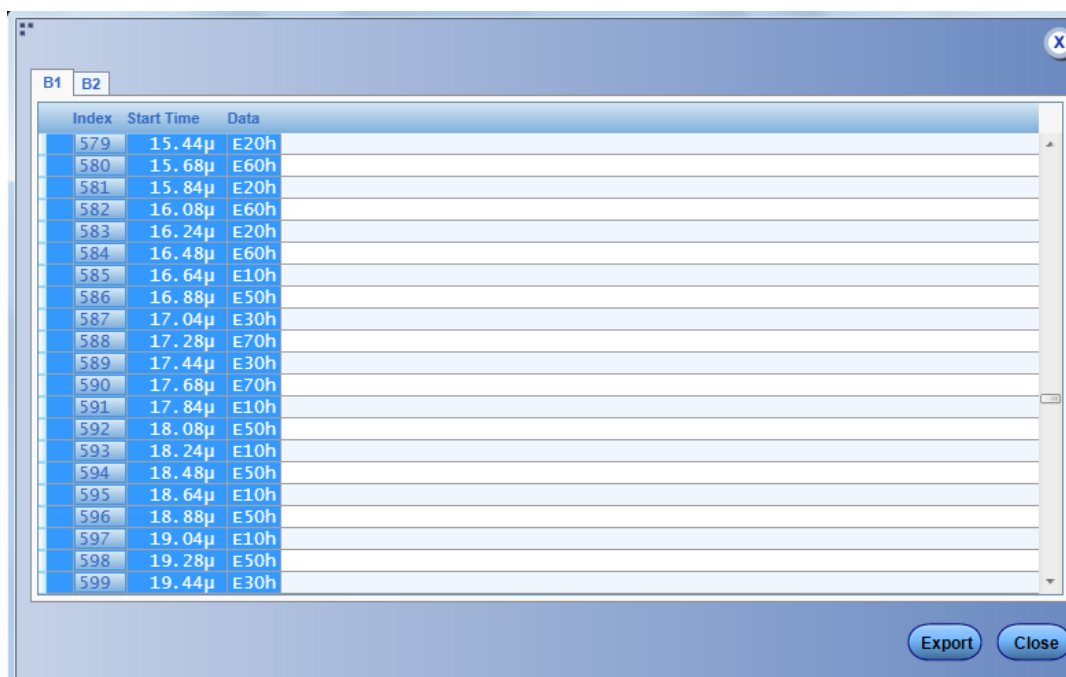 X
B1 B2
Index Start Time Data
579 15.44µ E20h
580 15.68µ E60h
581 15.84µ E20h
582 16.08µ E60h
583 16.24µ E20h
584 16.48µ E60h
585 16.64µ E10h
586 16.88µ E50h
587 17.04µ E30h
588 17.28µ E70h
589 17.44µ E30h
590 17.68µ E70h
591 17.84µ E10h
592 18.08µ E50h
593 18.24µ E10h
594 18.48µ E50h
595 18.64µ E10h
596 18.88µ E50h
597 19.04µ E10h
598 19.28µ E50h
599 19.44µ E30h
Export Close